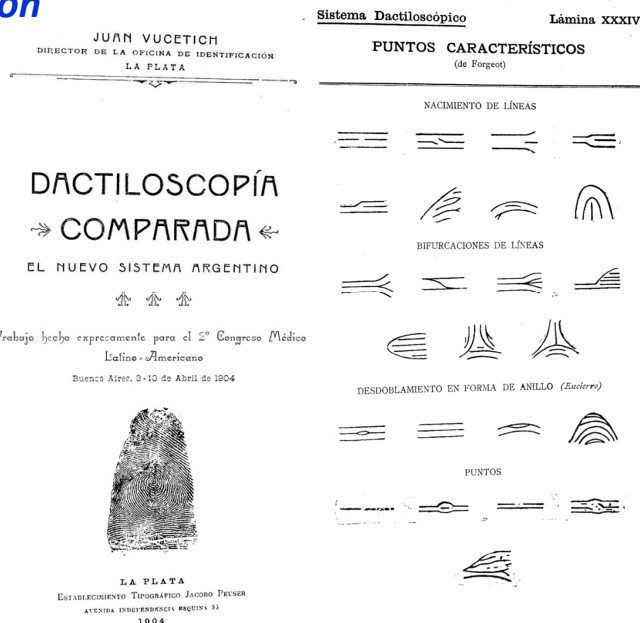 ón
JUAN VUCETICH
DIRECTOR DE LA OFICINA DE IDENTIFICACIÓN
LA PLATA
DACTILOSCOPÍA
COMPARADA
EL NUEVO SISTEMA ARGENTINO
Trabajo hecho expresamente para el 2º Congreso Médico
Latino-Americano
Buenos Aires, 3-10 de Abril de 1904
LA PLATA
ESTABLECIMIENTO TIPOGRÁFICO JACOBO PEUSER
AVENIDA INDEPENDENCIA ESQUINA 53
1904
Sistema Dactiloscópico Lámina XXXIV
PUNTOS CARACTERÍSTICOS
(de Forgeot)
NACIMIENTO DE LÍNEAS
BIFURCACIONES DE LÍNEAS
DESDOBLAMIENTO EN FORMA DE ANILLO (Encierro)
PUNTOS